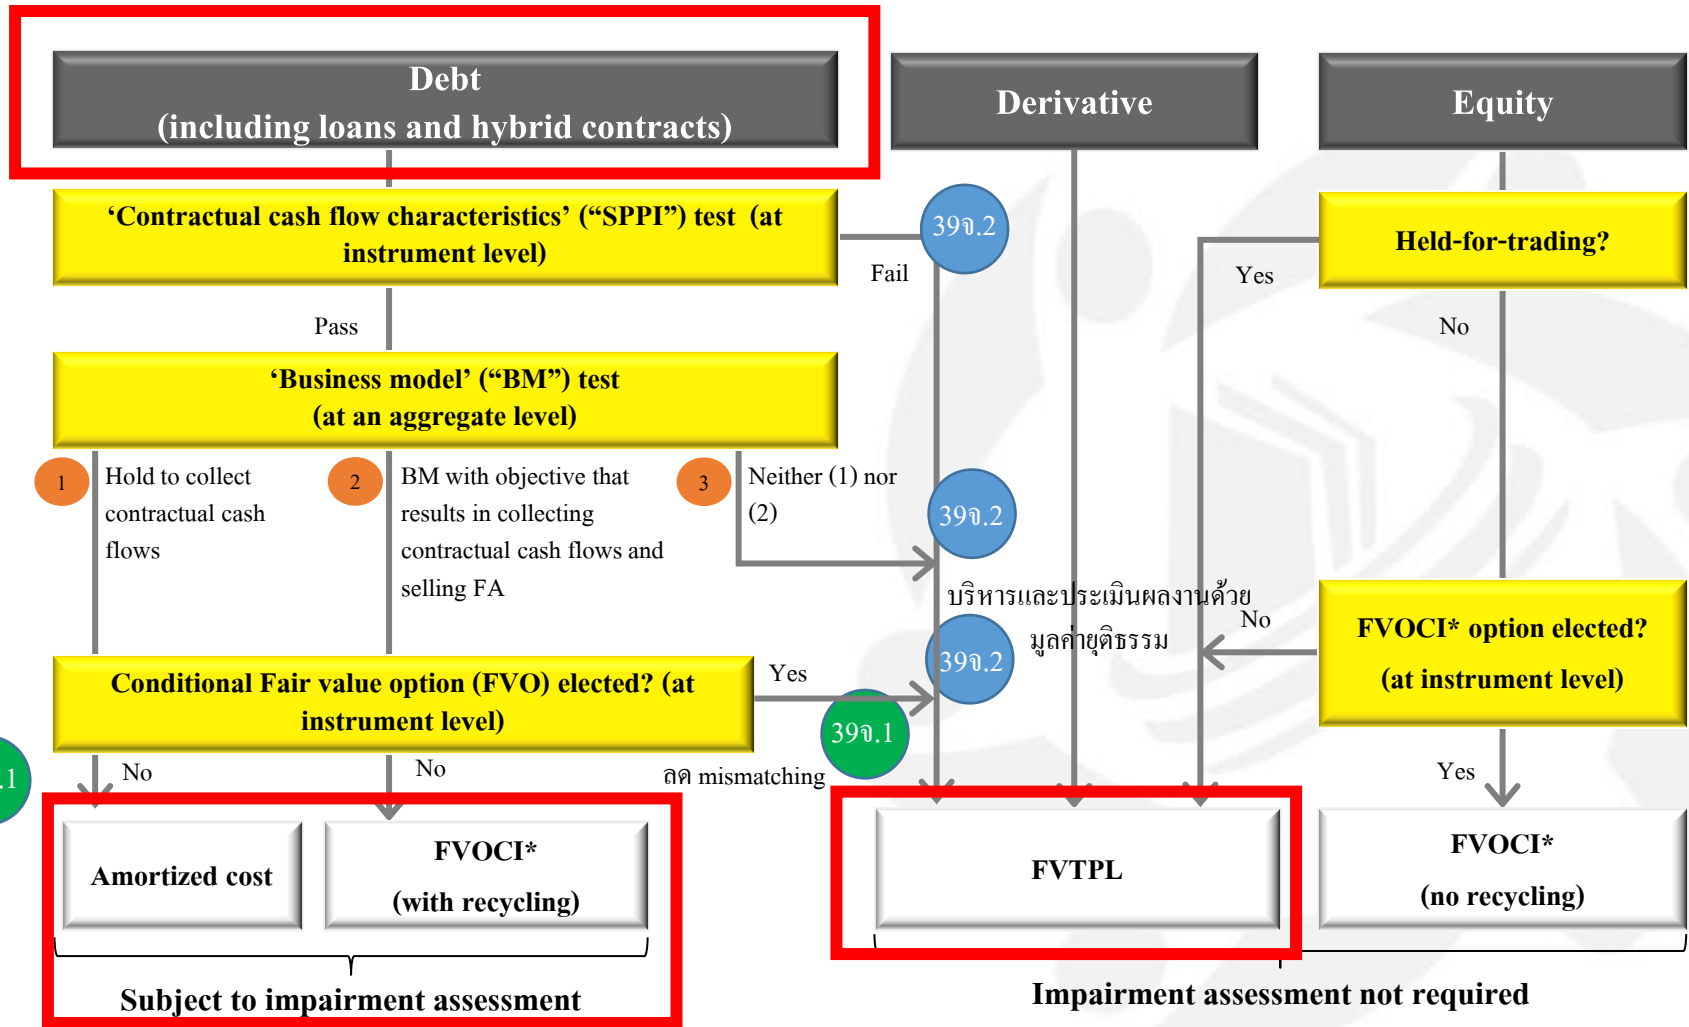 Debt
(including loans and hybrid contracts)
Derivative
Equity
‘Contractual cash flow characteristics’ (“SPPI”) test (at
instrument level)
39จ.2
Held-for-trading?
Fail
Yes
Pass
No
‘Business model’ (“BM”) test
(at an aggregate level)
1
Hold to collect
contractual cash
flows
2
BM with objective that
results in collecting
contractual cash flows and
selling FA
3
Neither (1) nor
(2)
39จ.2
บริหารและประเมินผลงานด้วย
มูลค่ายุติธรรม
No
FVOCI* option elected?
(at instrument level)
Conditional Fair value option (FVO) elected? (at
instrument level)
Yes
39จ.2
39จ.1
ลด mismatching
.1
No
No
Yes
Amortized cost
FVOCI*
(with recycling)
FVTPL
FVOCI*
(no recycling)
Subject to impairment assessment
Impairment assessment not required